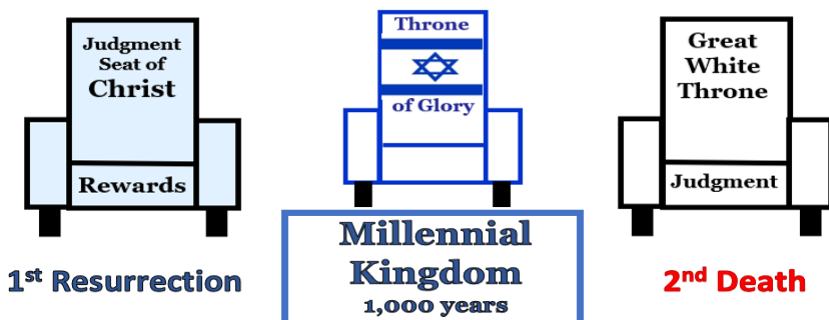 Judgment
Seat of
Christ
Rewards
1st Resurrection
Throne
of Glory
Millennial
Kingdom
1,000 years
Great
White
Throne
Judgment
2nd Death